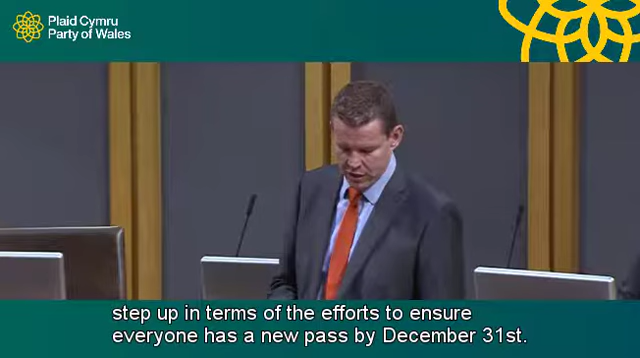 Plaid Cymru
Party of Wales
step up in terms of the efforts to ensure
everyone has a new pass by December 31st.